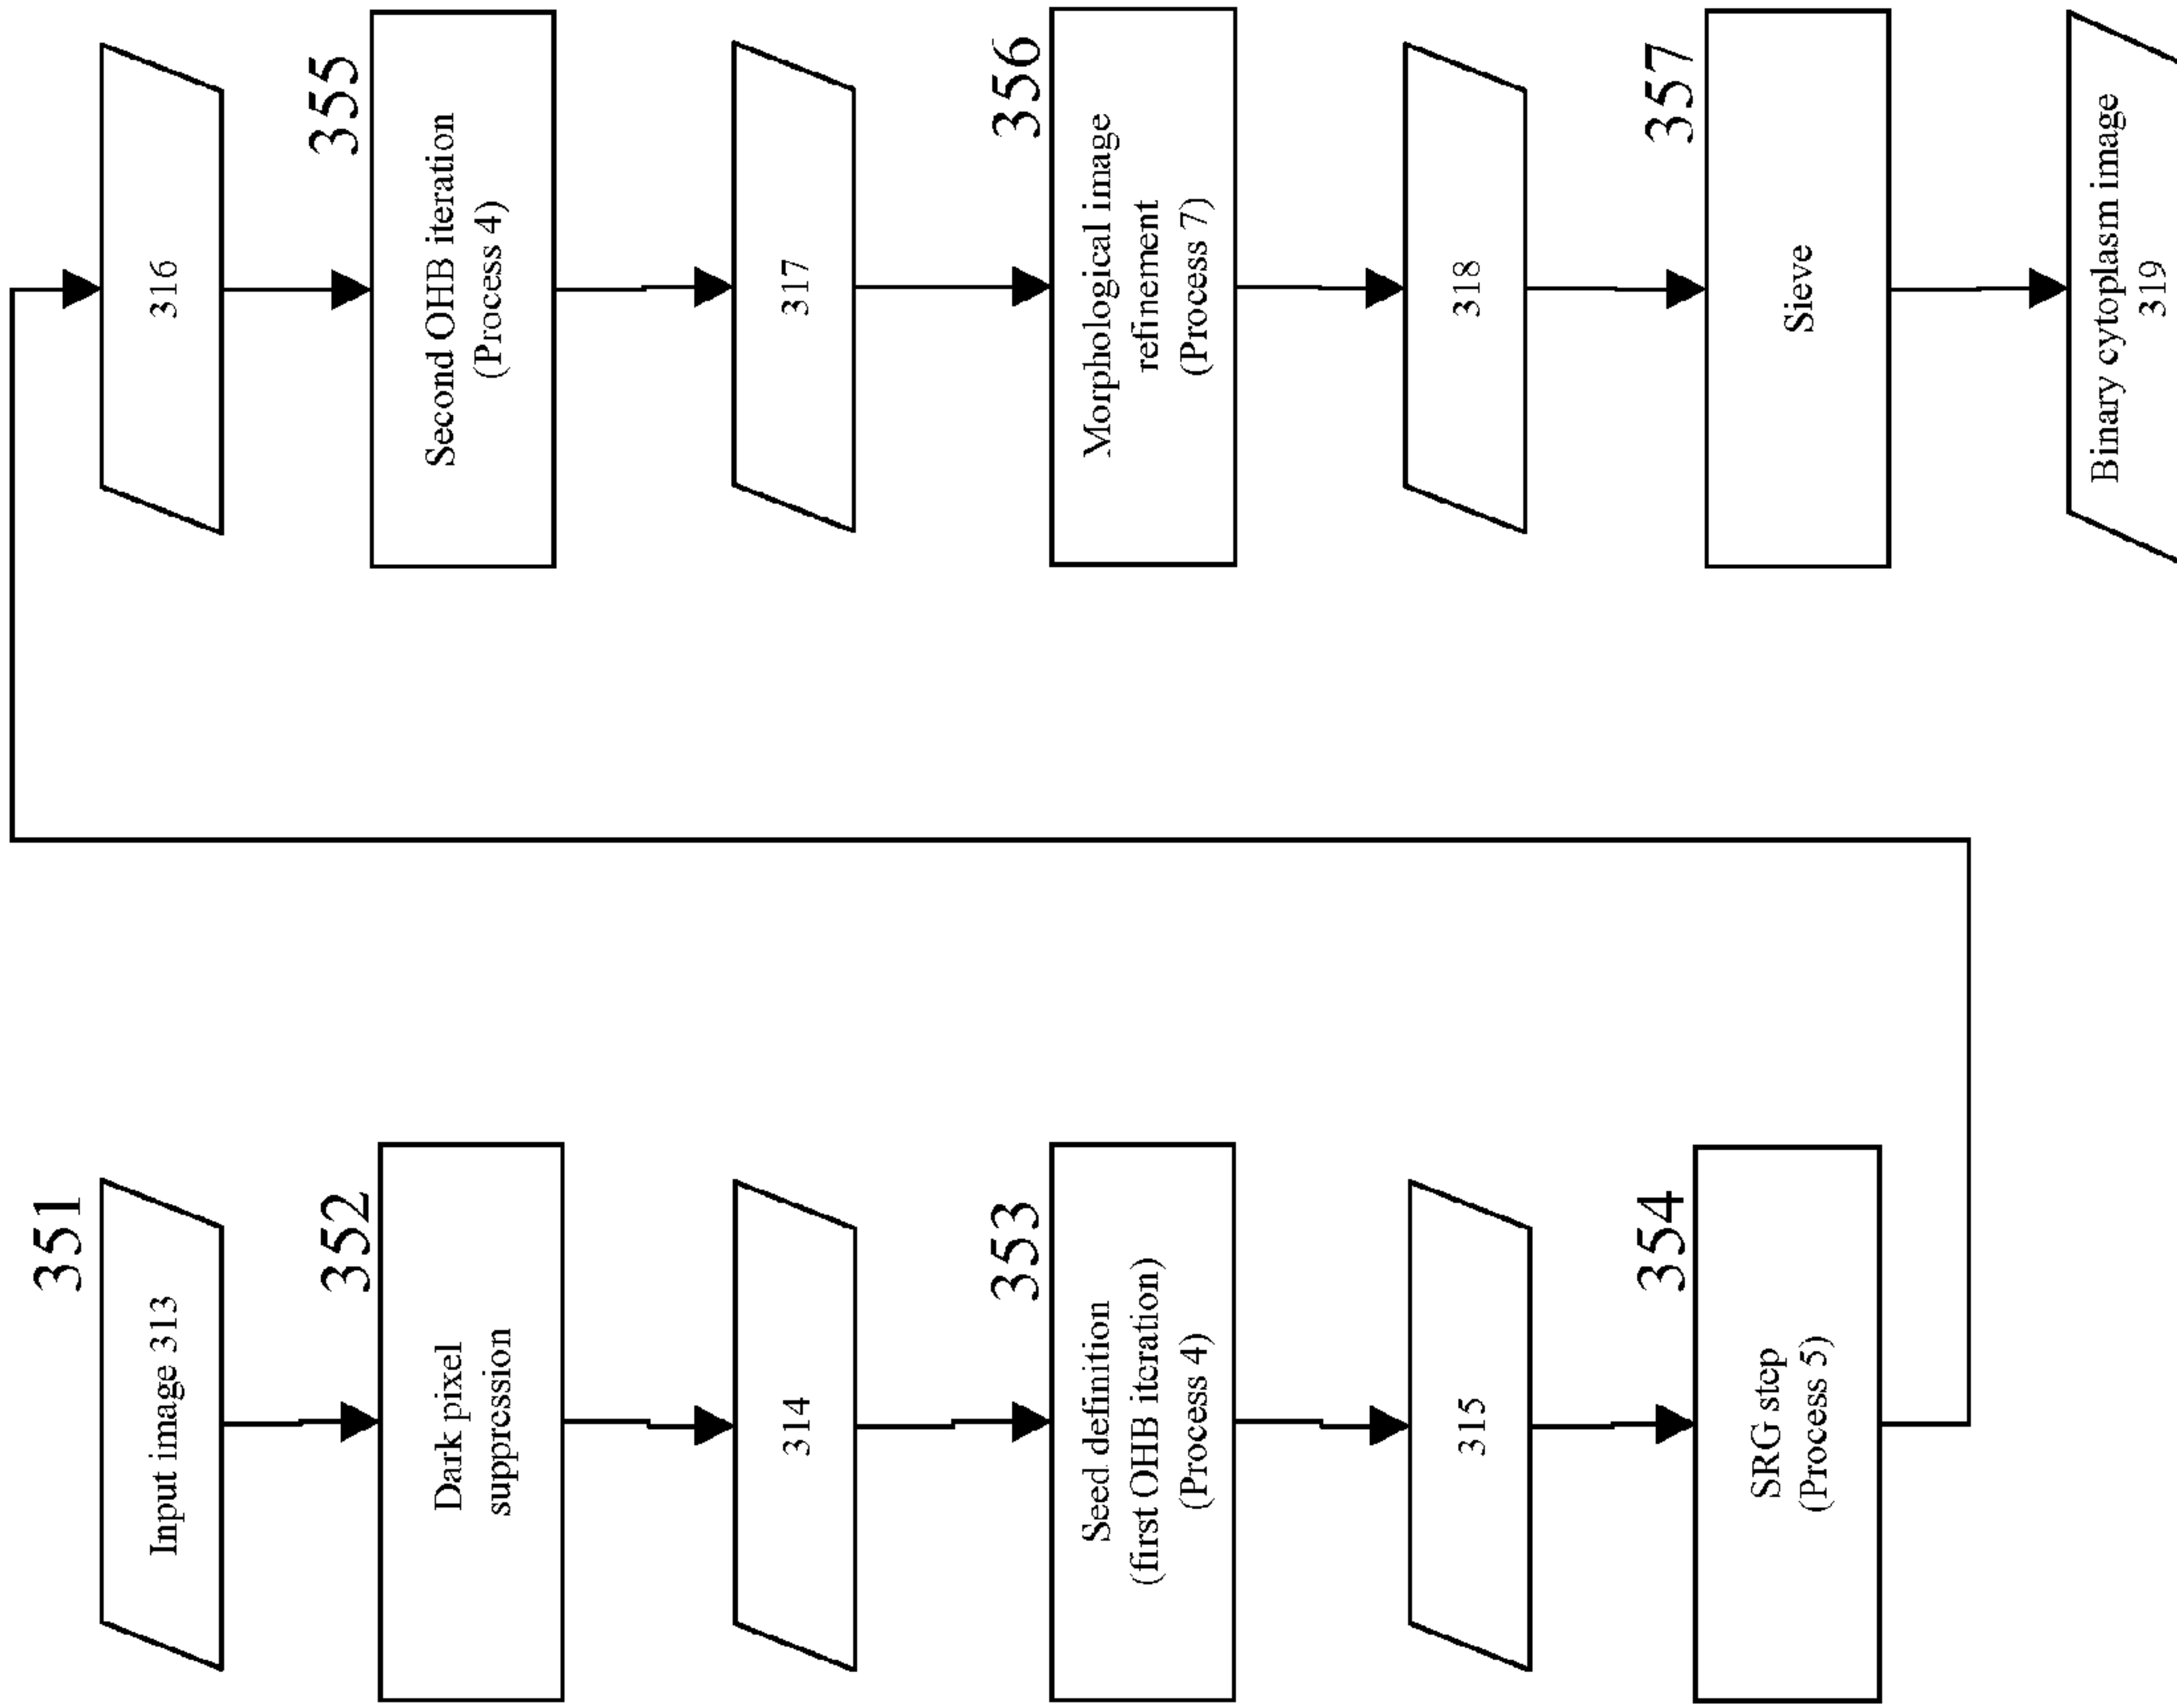 351
Input image 313
352
Dark pixel
suppression
314
353
Seed definition
(first OHB iteration)
(Process 4)
315
354
SRG step
(Process 5)
316
355
Second OHB iteration
(Process 4)
317
356
Morphological image
refinement
(Process 7)
318
357
Sieve
Binary cytoplasm image
319